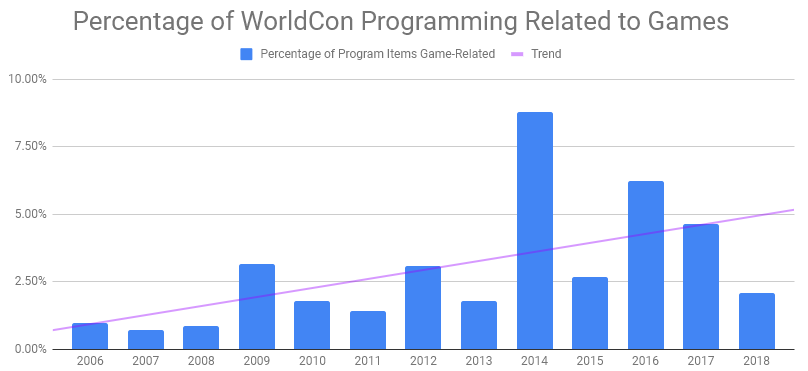 Percentage of WorldCon Programming Related to Games
Percentage of Program Items Game-Related Trend
10.00%
7.50%
5.00%
2.50%
0.00%
2006 2007 2008 2009 2010 2011 2012 2013 2014 2015 2016 2017 2018